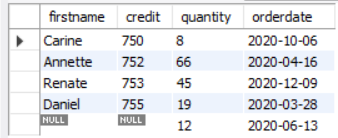 firstname credit quantity orderdate
Carine 750 8 2020-10-06
Annette 752 66 2020-04-16
Renate 753 45 2020-12-09
Daniel 755 19 2020-03-28
NULL NULL 12 2020-06-13